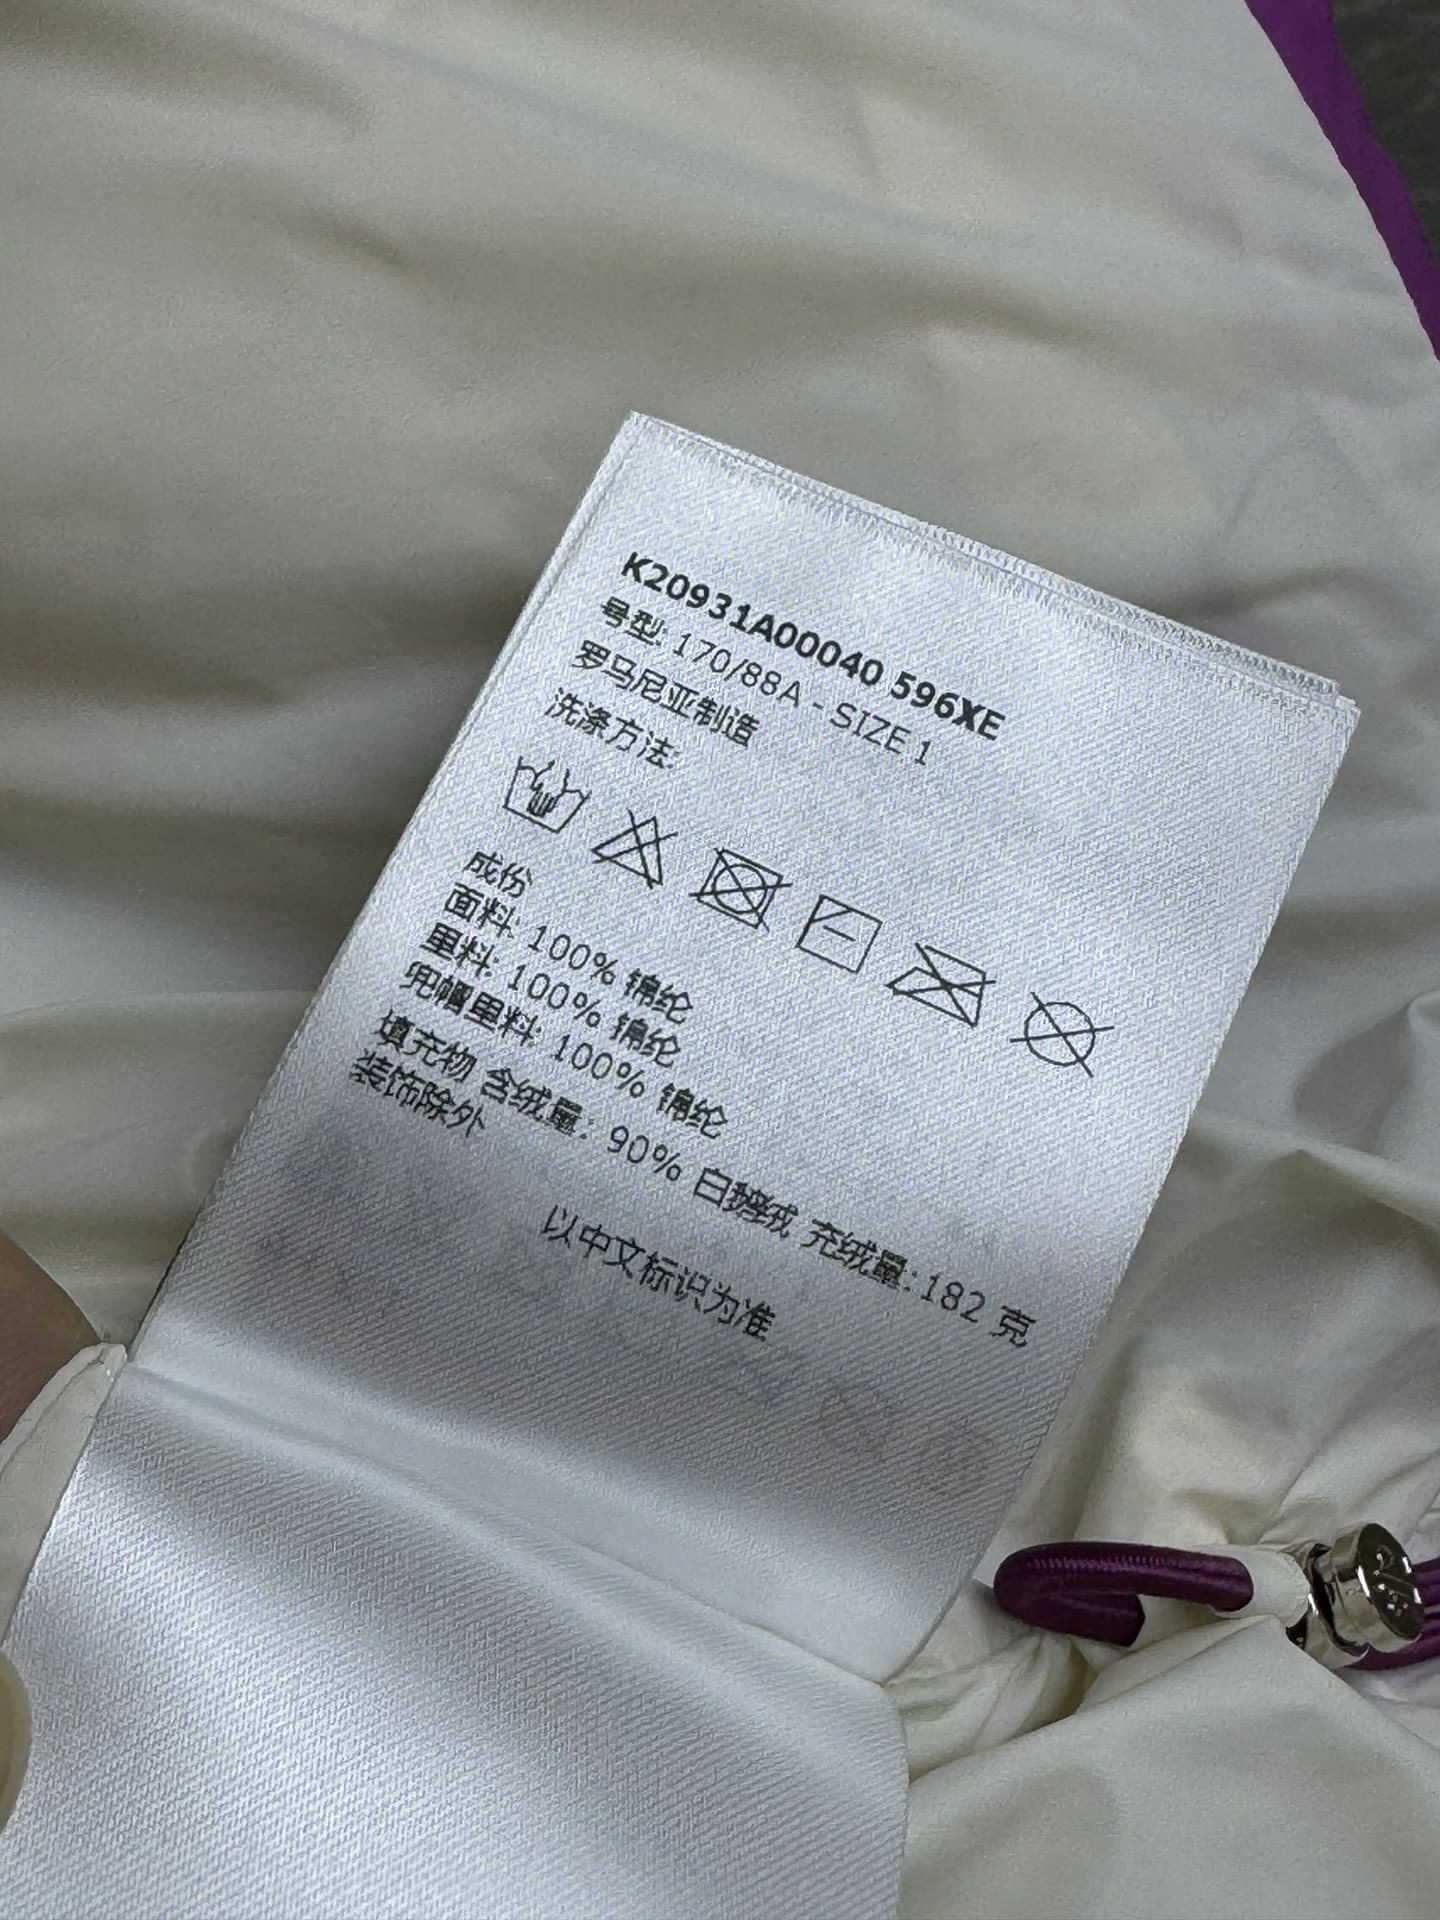 K20931A00040 596XE
号型: 170/88A - SIZE 1
罗马尼亚制造
洗涤方法:
成份
面料: 100% 锦纶
里料: 100% 锦纶
兜帽里料: 100% 锦纶
填充物 含绒量: 90% 白鹅绒 充绒量: 182 克
装饰除外
以中文标识为准